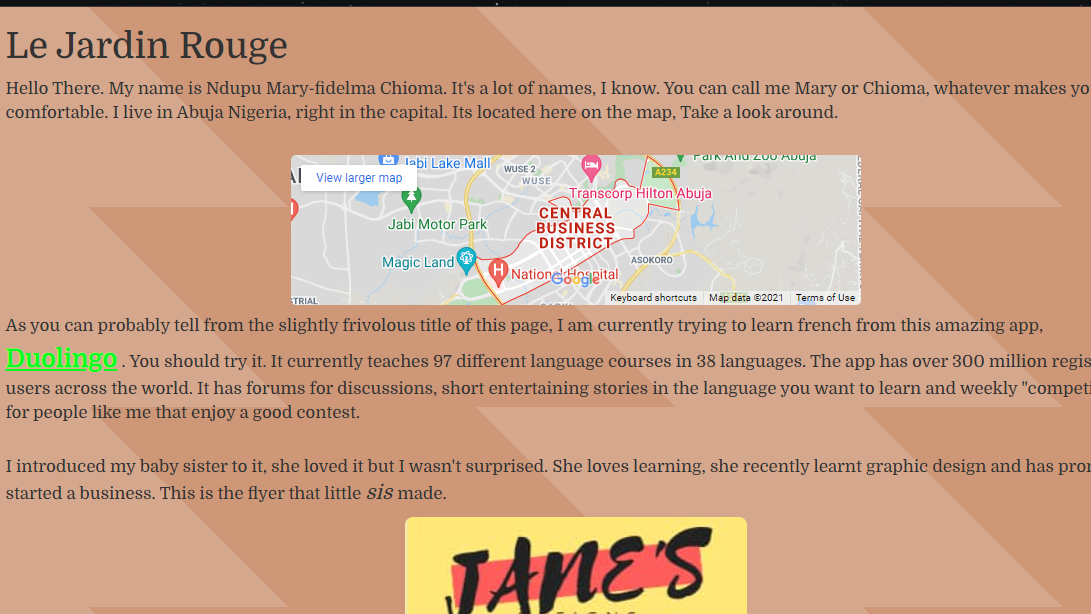 Le Jardin Rouge
Hello There. My name is Ndupu Mary-fidelma Chioma. It's a lot of names, I know. You can call me Mary or Chioma, whatever makes yo
comfortable. I live in Abuja Nigeria, right in the capital. Its located here on the map, Take a look around.
Jabi Lake Mall
WUSE 2
WUSE
Park And Zoo Abuja
A234
View larger map
Transcorp Hilton Abuja
Jabi Motor Park
CENTRAL
BUSINESS
DISTRICT
Magic Land
ASOKORO
National Hospital
Google
Keyboard shortcuts
Map data ©2021
Terms of Use
As you can probably tell from the slightly frivolous title of this page, I am currently trying to learn french from this amazing app,
Duolingo . You should try it. It currently teaches 97 different language courses in 38 languages. The app has over 300 million regis
users across the world. It has forums for discussions, short entertaining stories in the language you want to learn and weekly "competi
for people like me that enjoy a good contest.
I introduced my baby sister to it, she loved it but I wasn't surprised. She loves learning, she recently learnt graphic design and has pro
started a business. This is the flyer that little sis made.
JANE'S